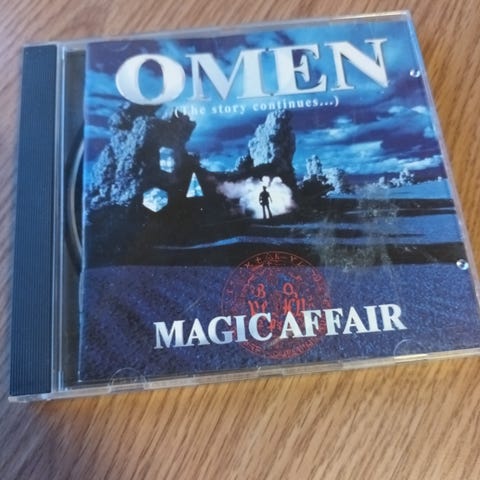 OMEN
(The story continues...)
MAGIC AFFAIR